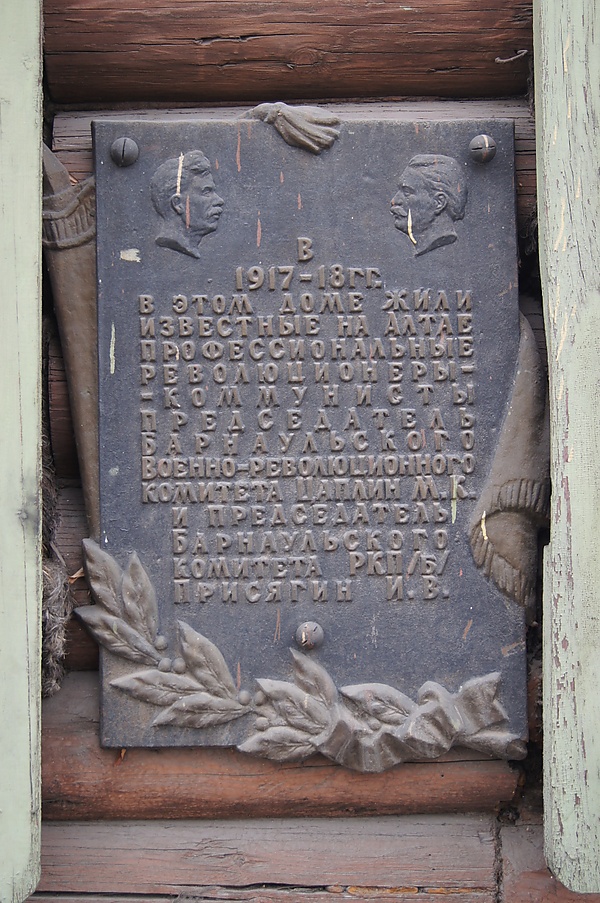 В
1917-18гг.
В ЭТОМ ДОМЕ ЖИЛИ
ИЗВЕСТНЫЕ НА АЛТАЕ
ПРОФЕССИОНАЛЬНЫЕ
РЕВОЛЮЦИОНЕРЫ-
-КОММУНИСТЫ
ПРЕДСЕДАТЕЛЬ
БАРНАУЛЬСКОГО
ВОЕННО-РЕВОЛЮЦИОННОГО
КОМИТЕТА ЦАПЛИН М.К.
И ПРЕДСЕДАТЕЛЬ
БАРНАУЛЬСКОГО
КОМИТЕТА РКП/б/
ПРИСЯГИН И.В.